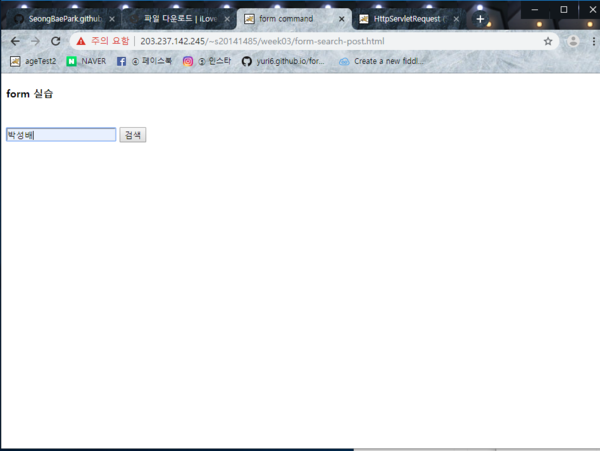 SeongBaePark.github.
파일 다운로드 | iLove
form command
HttpServletRequest
주의 요함 | 203.237.142.245/~s20141485/week03/form-search-post.html
ageTest2
NAVER
④ 페이스북
인스타
yuri6.github.io/for...
Create a new fiddl...
form 실습
박성배
검색